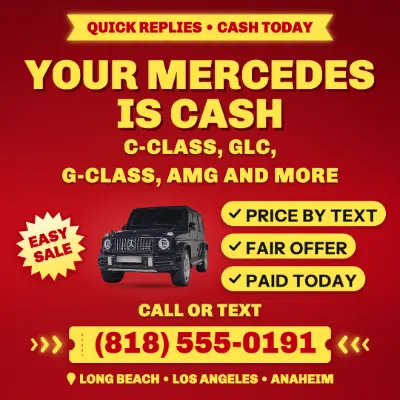 QUICK REPLIES • CASH TODAY
YOUR MERCEDES
IS CASH
C-CLASS, GLC,
G-CLASS, AMG AND MORE
EASY
SALE
PRICE BY TEXT
FAIR OFFER
PAID TODAY
CALL OR TEXT
(818) 555-0191
LONG BEACH • LOS ANGELES • ANAHEIM